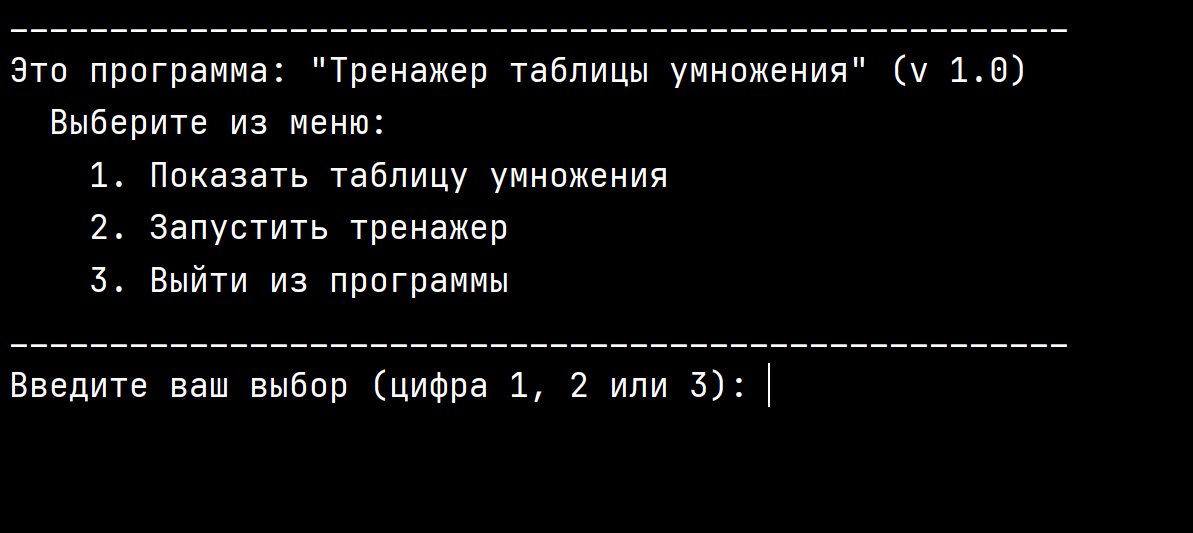 -----------------------------------------------------
Это программа: "Тренажер таблицы умножения" (v 1.0)
  Выберите из меню:
    1. Показать таблицу умножения
    2. Запустить тренажер
    3. Выйти из программы
-----------------------------------------------------
Введите ваш выбор (цифра 1, 2 или 3):